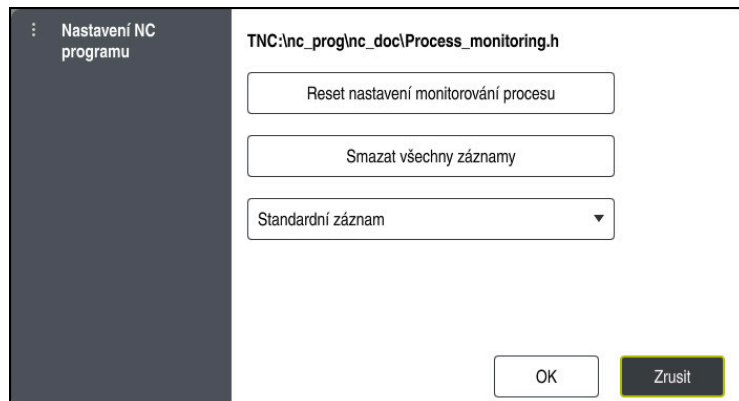 Nastavení NC
programu
TNC:\nc_prog\nc_doc\Process_monitoring.h
Reset nastavení monitorování procesu
Smazat všechny záznamy
Standardní záznam
OK
Zrusit